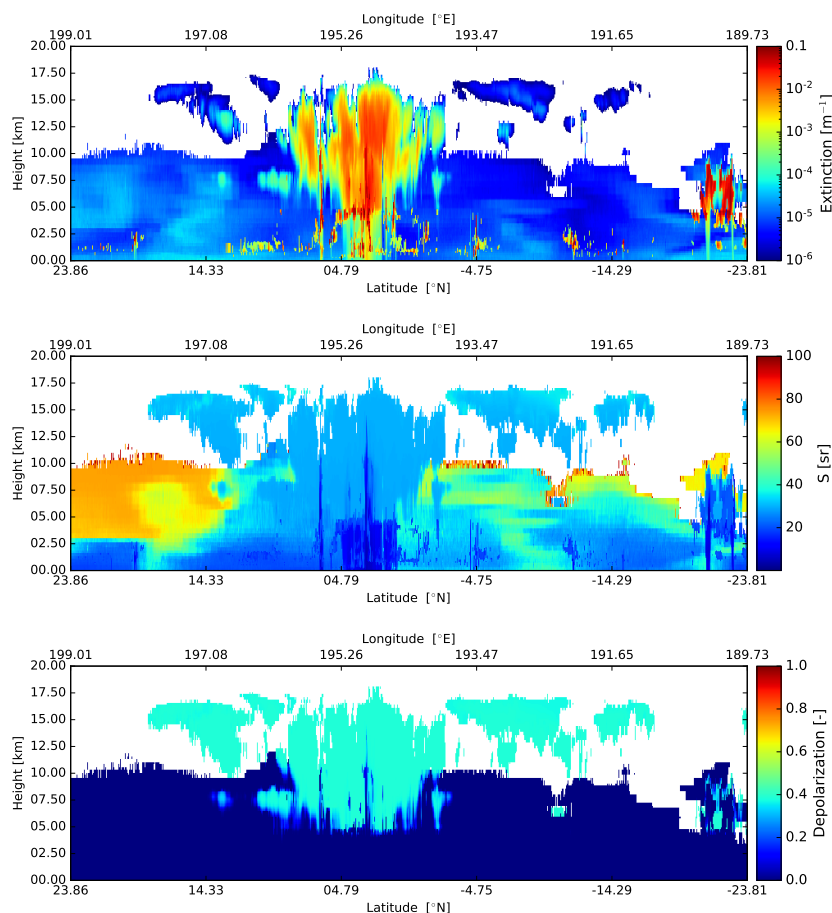 Longitude [°E]
199.01 197.08 195.26 193.47 191.65 189.73
20.00
17.50
15.00
12.50
10.00
07.50
05.00
02.50
00.00
Height [km]
23.86 14.33 04.79 -4.75 -14.29 -23.81
Latitude [°N]
0.1
10⁻²
10⁻³
10⁻⁴
10⁻⁵
10⁻⁶
Extinction [m⁻¹]
Longitude [°E]
199.01 197.08 195.26 193.47 191.65 189.73
20.00
17.50
15.00
12.50
10.00
07.50
05.00
02.50
00.00
Height [km]
23.86 14.33 04.79 -4.75 -14.29 -23.81
Latitude [°N]
100
80
60
40
20
S [sr]
Longitude [°E]
199.01 197.08 195.26 193.47 191.65 189.73
20.00
17.50
15.00
12.50
10.00
07.50
05.00
02.50
00.00
Height [km]
23.86 14.33 04.79 -4.75 -14.29 -23.81
Latitude [°N]
1.0
0.8
0.6
0.4
0.2
0.0
Depolarization [-]